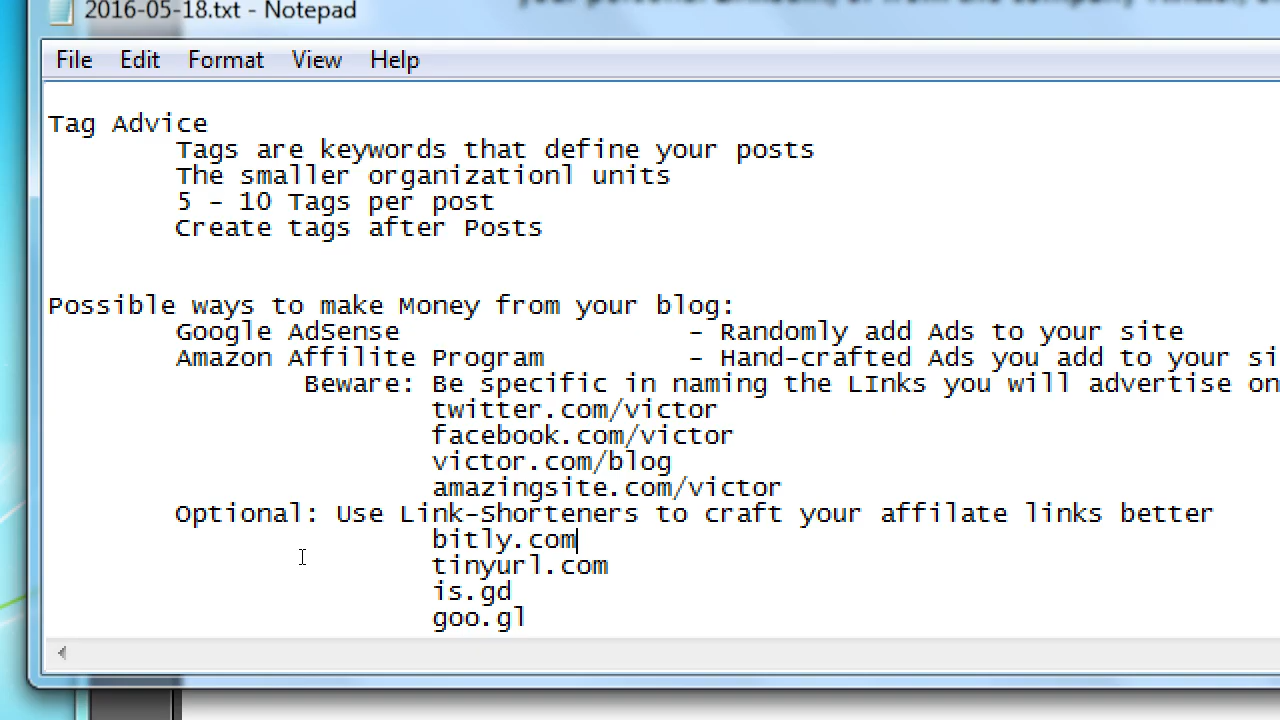 2016-05-18.txt - Notepad
File Edit Format View Help
Tag Advice
Tags are keywords that define your posts
The smaller organizationl units
5 - 10 Tags per post
Create tags after Posts
Possible ways to make Money from your blog:
Google AdSense - Randomly add Ads to your site
Amazon Affilite Program - Hand-crafted Ads you add to your si
Beware: Be specific in naming the LInks you will advertise on
twitter.com/victor
facebook.com/victor
victor.com/blog
amazingsite.com/victor
Optional: Use Link-Shorteners to craft your affilate links better
bitly.com
tinyurl.com
is.gd
goo.gl